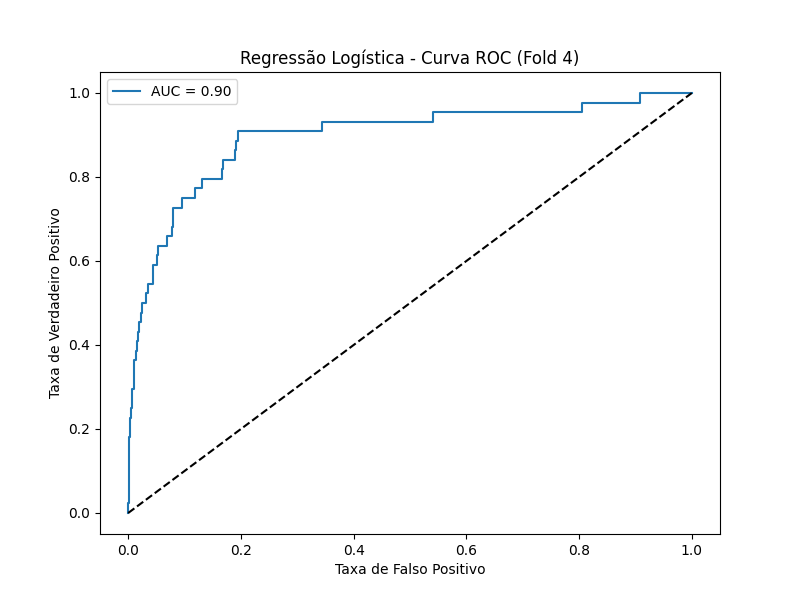 Regressão Logística - Curva ROC (Fold 4)
AUC = 0.90
Taxa de Verdadeiro Positivo
1.0
0.8
0.6
0.4
0.2
0.0
0.0 0.2 0.4 0.6 0.8 1.0
Taxa de Falso Positivo